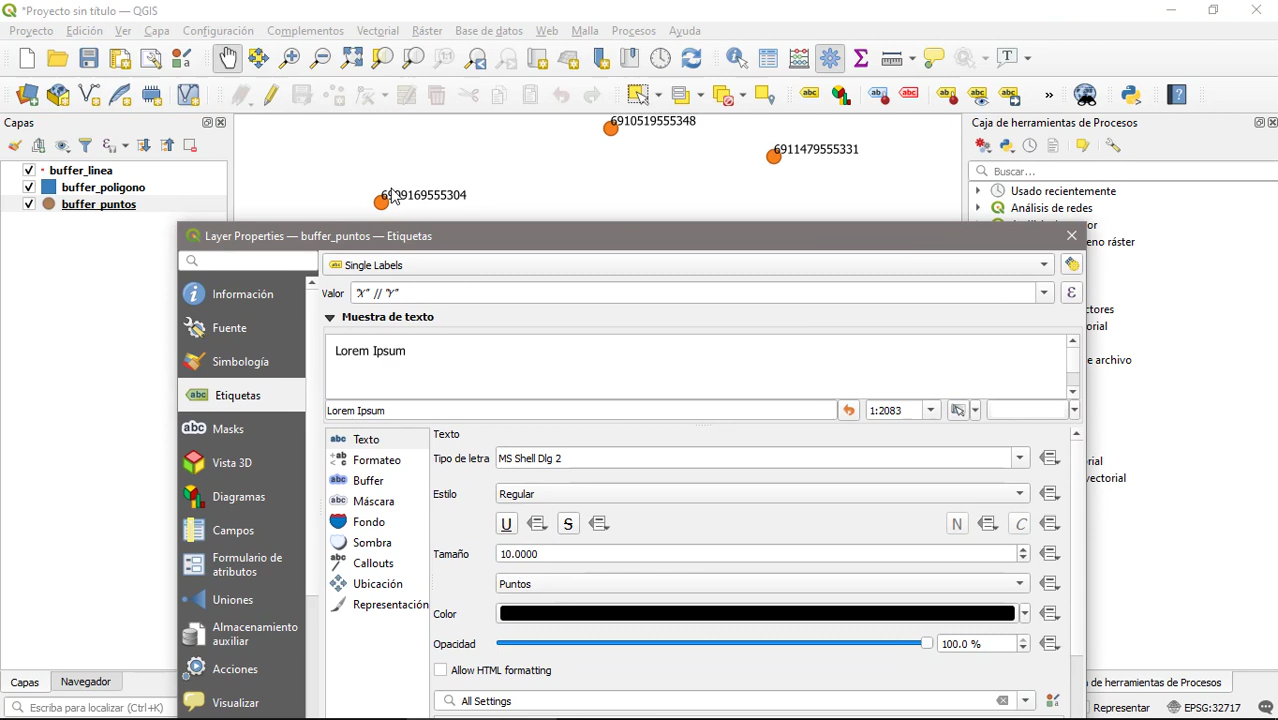 *Proyecto sin título — QGIS
Proyecto Edición Ver Capa Configuración Complementos Vectorial Ráster Base de datos Web Malla Procesos Ayuda
Capas
buffer_linea
buffer_poligono
buffer_puntos
6910519555348
6911479555331
Caja de herramientas de Procesos
Buscar...
Usado recientemente
Análisis de redes
Layer Properties — buffer_puntos — Etiquetas
Información
Fuente
Simbología
Etiquetas
Masks
Vista 3D
Diagramas
Campos
Formulario de
atributos
Uniones
Almacenamiento
auxiliar
Acciones
Visualizar
Single Labels
Valor "X" // "Y"
Muestra de texto
Lorem Ipsum
Lorem Ipsum 1:2083
Texto
Formateo
Buffer
Máscara
Fondo
Sombra
Callouts
Ubicación
Representación
Texto
Tipo de letra MS Shell Dlg 2
Estilo Regular
U S N C
Tamaño 10.0000
Puntos
Color
Opacidad 100.0 %
Allow HTML formatting
All Settings
Capas Navegador
Escriba para localizar (Ctrl+K)
de herramientas de Procesos
Representar EPSG:32717